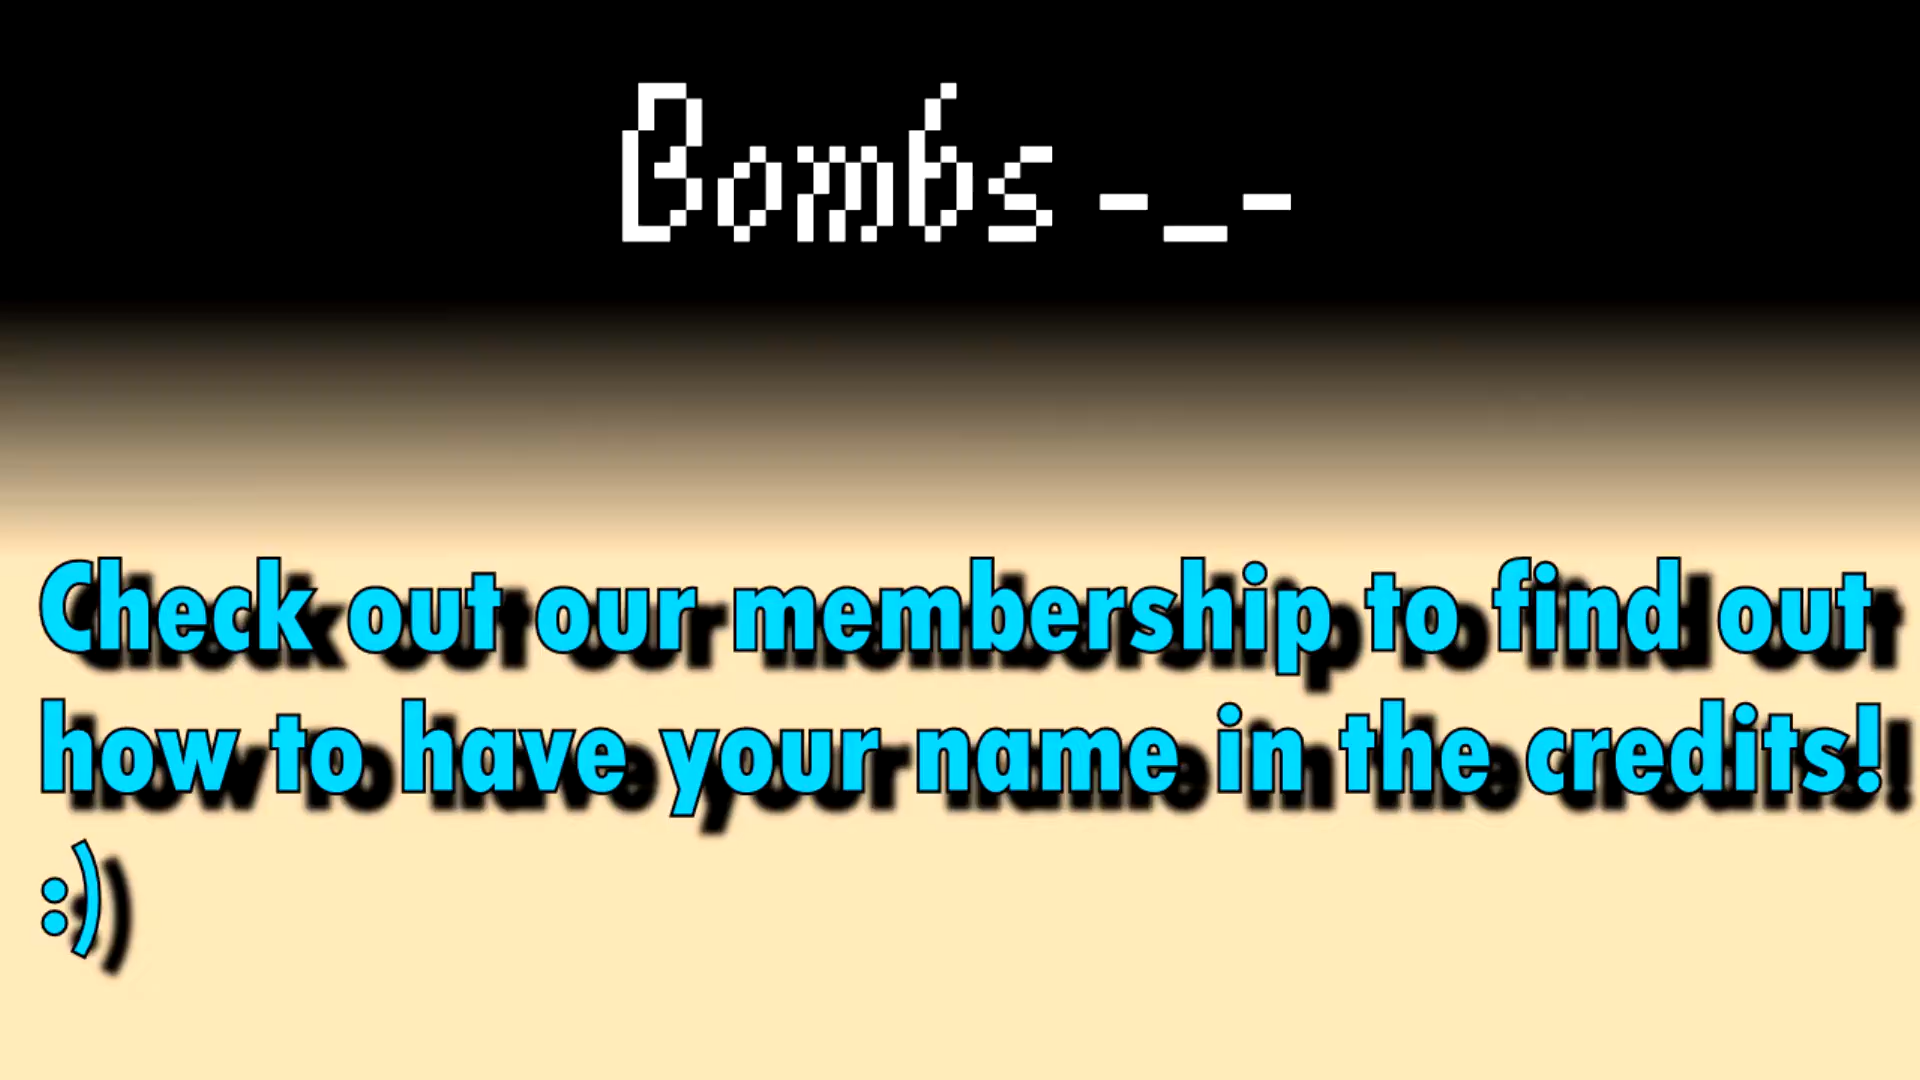 Bombs -_-
Check out our membership to find out
how to have your name in the credits!
:)